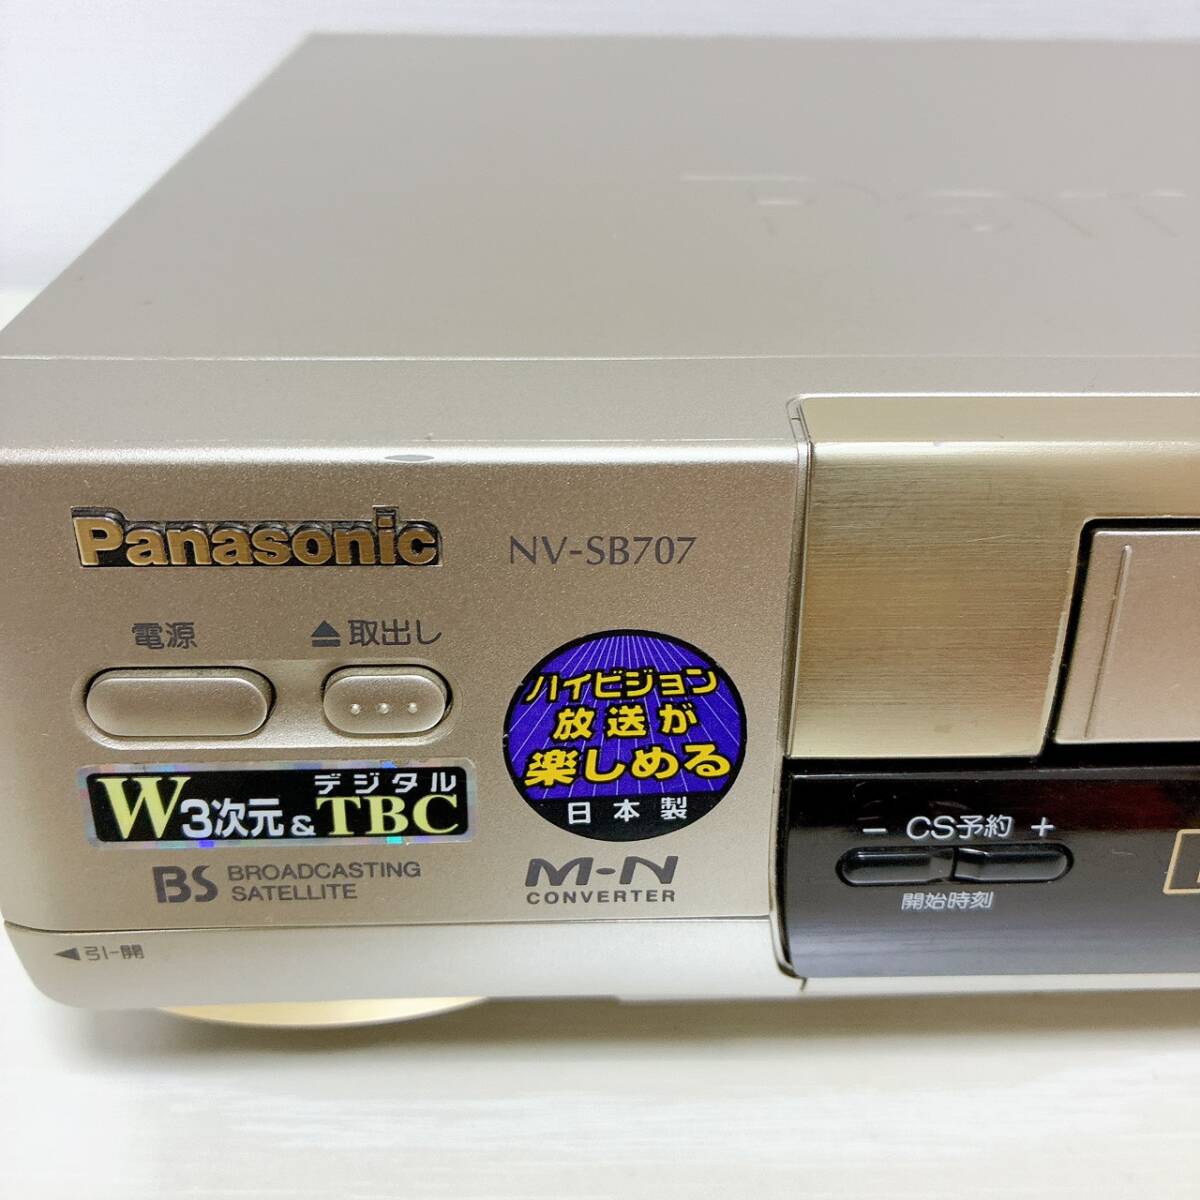 Panasonic
NV-SB707
電源
▲取出し
ハイビジョン
放送が
楽しめる
日本製
デジタル
W3次元&TBC
BS BROADCASTING
SATELLITE
M-N
CONVERTER
◀引-開
- CS予約 +
開始時刻